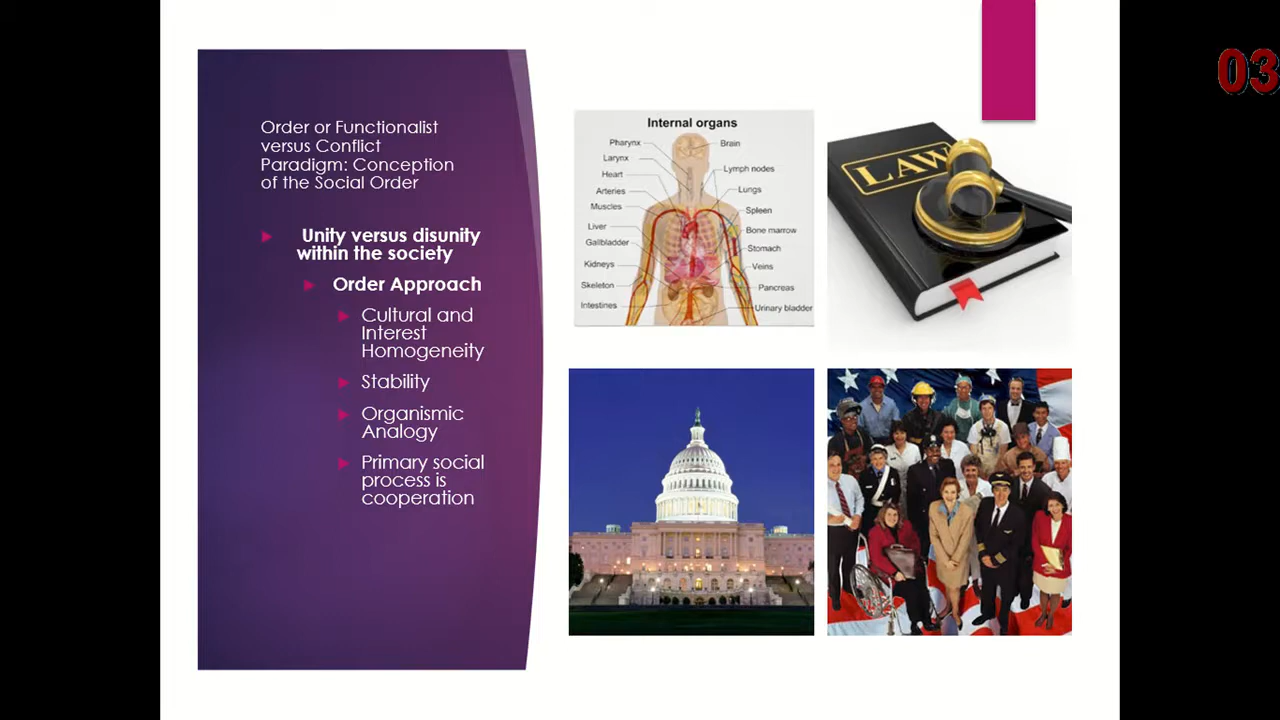 Order or Functionalist
versus Conflict
Paradigm: Conception
of the Social Order
Unity versus disunity
within the society
Order Approach
Cultural and
Interest
Homogeneity
Stability
Organismic
Analogy
Primary social
process is
cooperation
Internal organs
Pharynx
Larynx
Heart
Arteries
Muscles
Liver
Gallbladder
Kidneys
Skeleton
Intestines
Brain
Lymph nodes
Lungs
Spleen
Bone marrow
Stomach
Veins
Pancreas
Urinary bladder
LAW
03